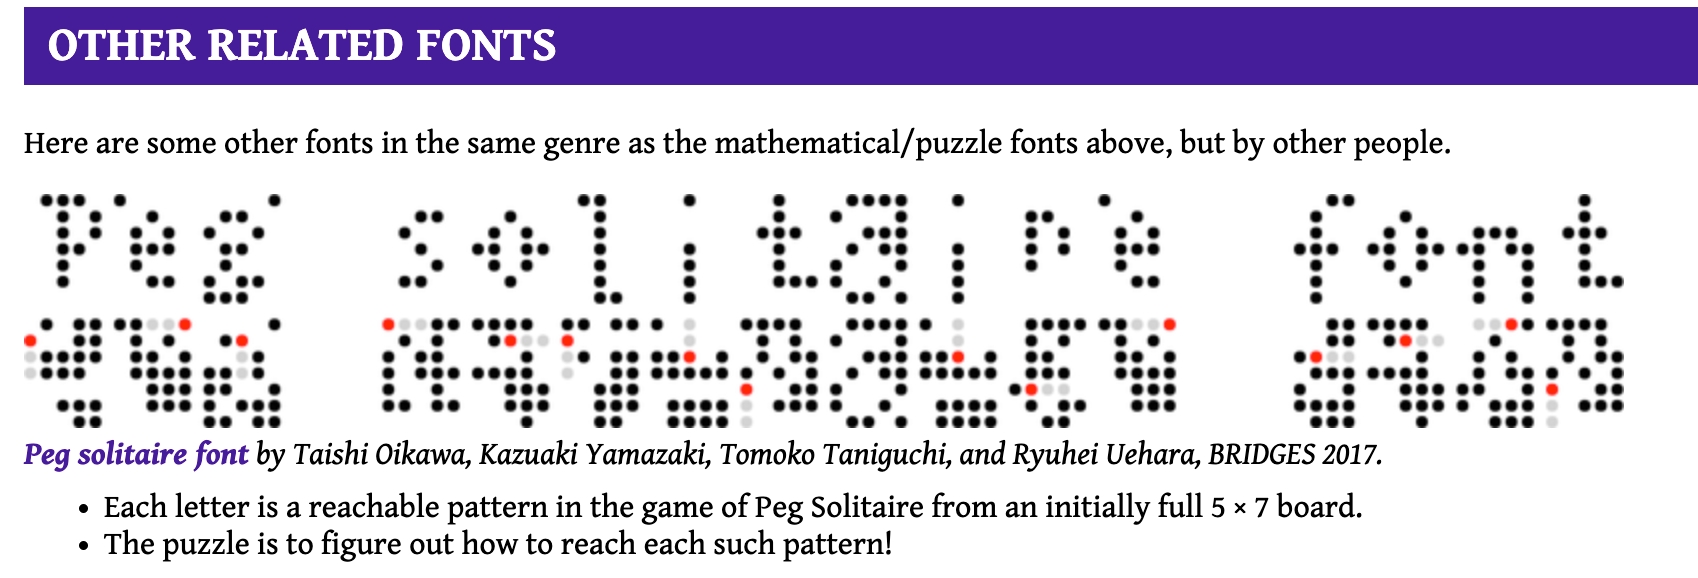 OTHER RELATED FONTS
Here are some other fonts in the same genre as the mathematical/puzzle fonts above, but by other people.
Peg solitaire font
Peg solitaire font by Taishi Oikawa, Kazuaki Yamazaki, Tomoko Taniguchi, and Ryuhei Uehara, BRIDGES 2017.
• Each letter is a reachable pattern in the game of Peg Solitaire from an initially full 5 × 7 board.
• The puzzle is to figure out how to reach each such pattern!